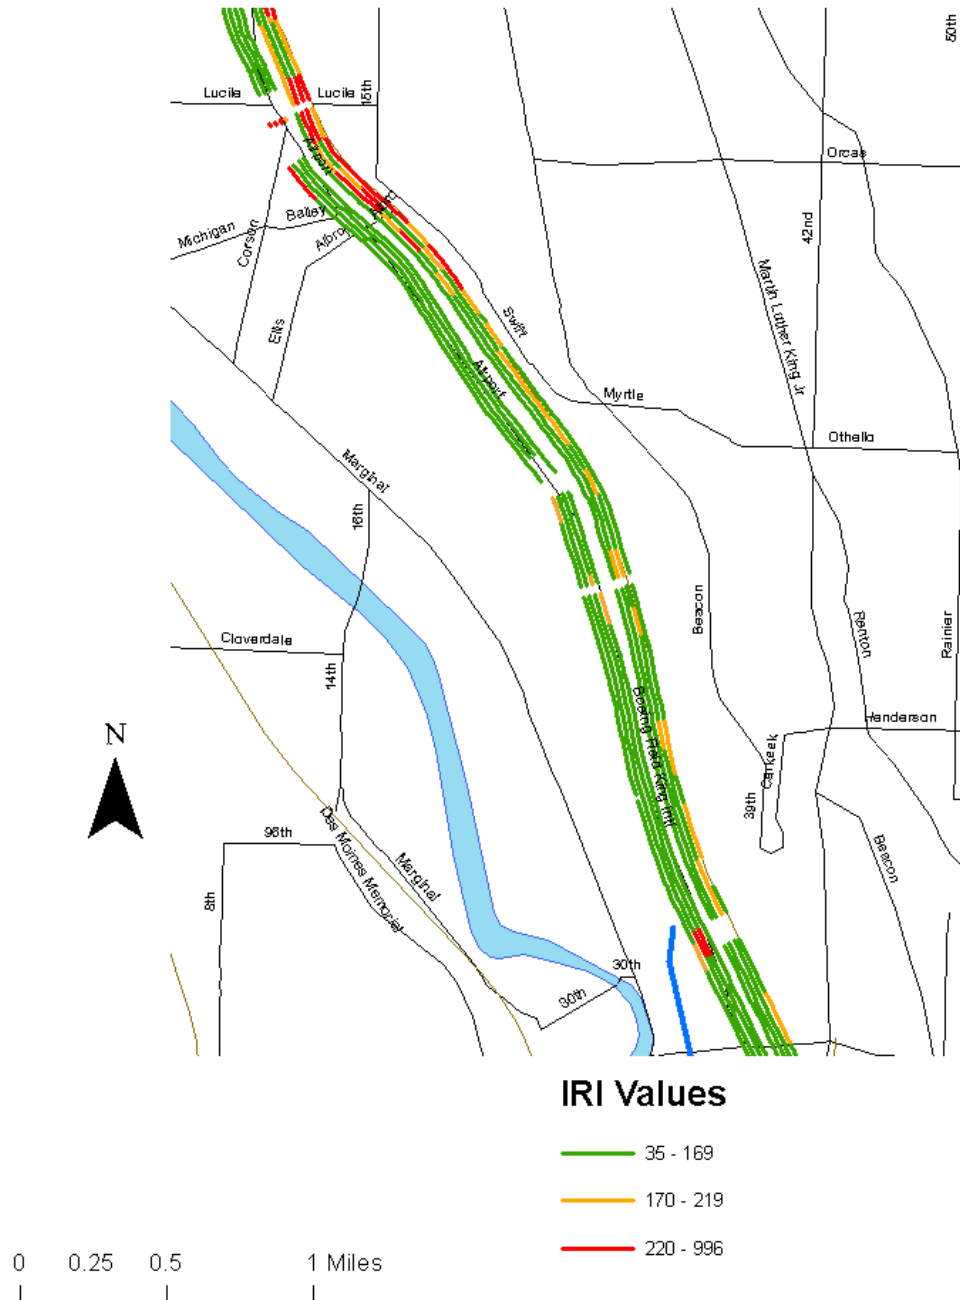 50th
Lucile
Lucile
15th
Airport
Orcas
Bailey
Albro
Michigan
Corson
Albro
42nd
Ellis
Swift
Martin Luther King Jr
Airport
Myrtle
Othello
Marginal
16th
Beacon
Renton
Rainier
Cloverdale
14th
Boeing Field King Intl
Henderson
Carkeek
39th
N
Des Moines Memorial
96th
Marginal
Beacon
8th
30th
30th
IRI Values
35 - 169
170 - 219
220 - 996
0 0.25 0.5 1 Miles